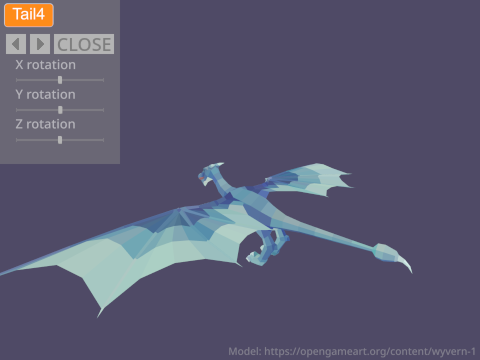 Tail4
CLOSE
X rotation
Y rotation
Z rotation
Model: https://opengameart.org/content/wyvern-1